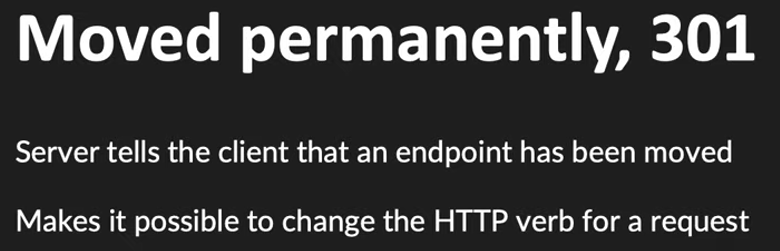 Moved permanently, 301
Server tells the client that an endpoint has been moved
Makes it possible to change the HTTP verb for a request